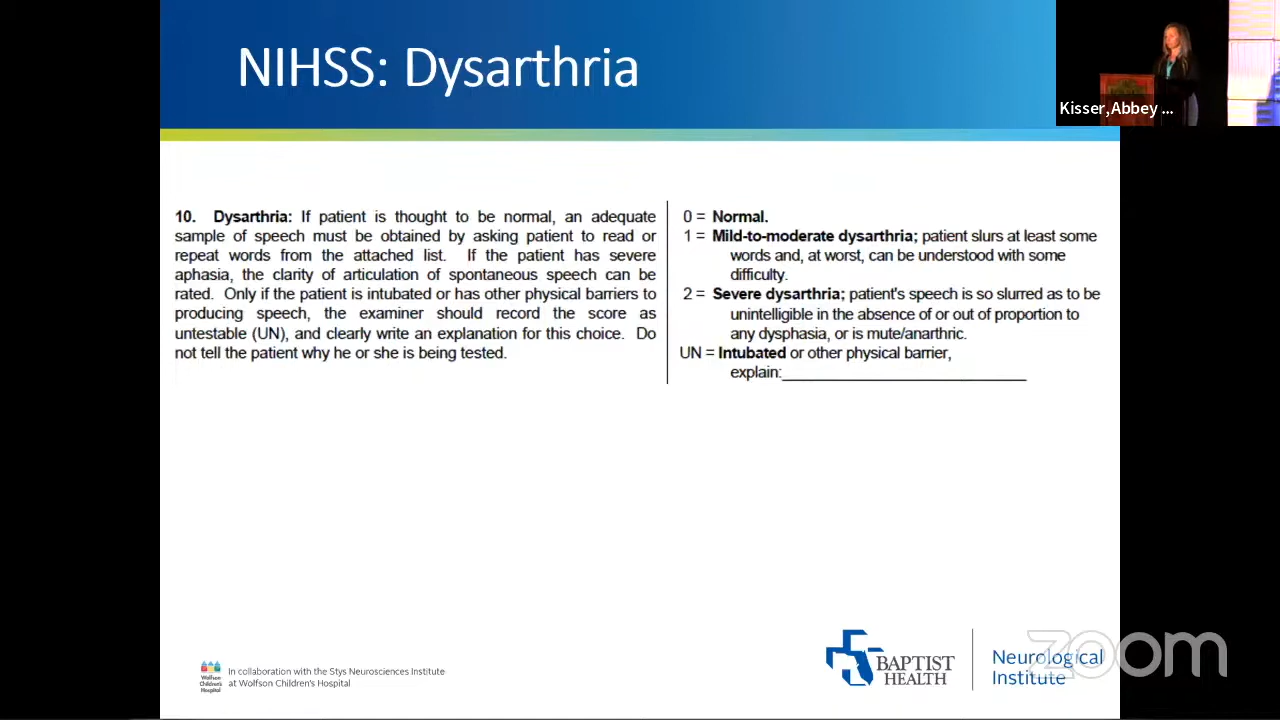 NIHSS: Dysarthria
Kisser,Abbey ...
10. Dysarthria: If patient is thought to be normal, an adequate
sample of speech must be obtained by asking patient to read or
repeat words from the attached list. If the patient has severe
aphasia, the clarity of articulation of spontaneous speech can be
rated. Only if the patient is intubated or has other physical barriers to
producing speech, the examiner should record the score as
untestable (UN), and clearly write an explanation for this choice. Do
not tell the patient why he or she is being tested.
0 = Normal.
1 = Mild-to-moderate dysarthria; patient slurs at least some
words and, at worst, can be understood with some
difficulty.
2 = Severe dysarthria; patient's speech is so slurred as to be
unintelligible in the absence of or out of proportion to
any dysphasia, or is mute/anarthric.
UN = Intubated or other physical barrier,
explain:
Wolfson
Children's
Hospital
In collaboration with the Stys Neurosciences Institute
at Wolfson Children's Hospital
BAPTIST
HEALTH
Neurological
Institute
zoom